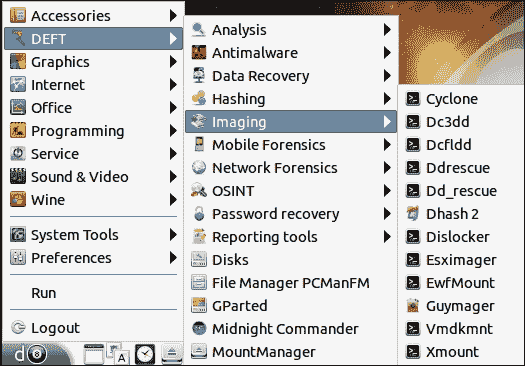 Accessories
DEFT
Graphics
Internet
Office
Programming
Service
Sound & Video
Wine
System Tools
Preferences
Run
Logout
d8
A
Analysis
Antimalware
Data Recovery
Hashing
Imaging
Mobile Forensics
Network Forensics
OSINT
Password recovery
Reporting tools
Disks
File Manager PCManFM
GParted
Midnight Commander
MountManager
Cyclone
Dc3dd
Dcfldd
Ddrescue
Dd_rescue
Dhash 2
Dislocker
Esximager
EwfMount
Guymager
Vmdkmnt
Xmount